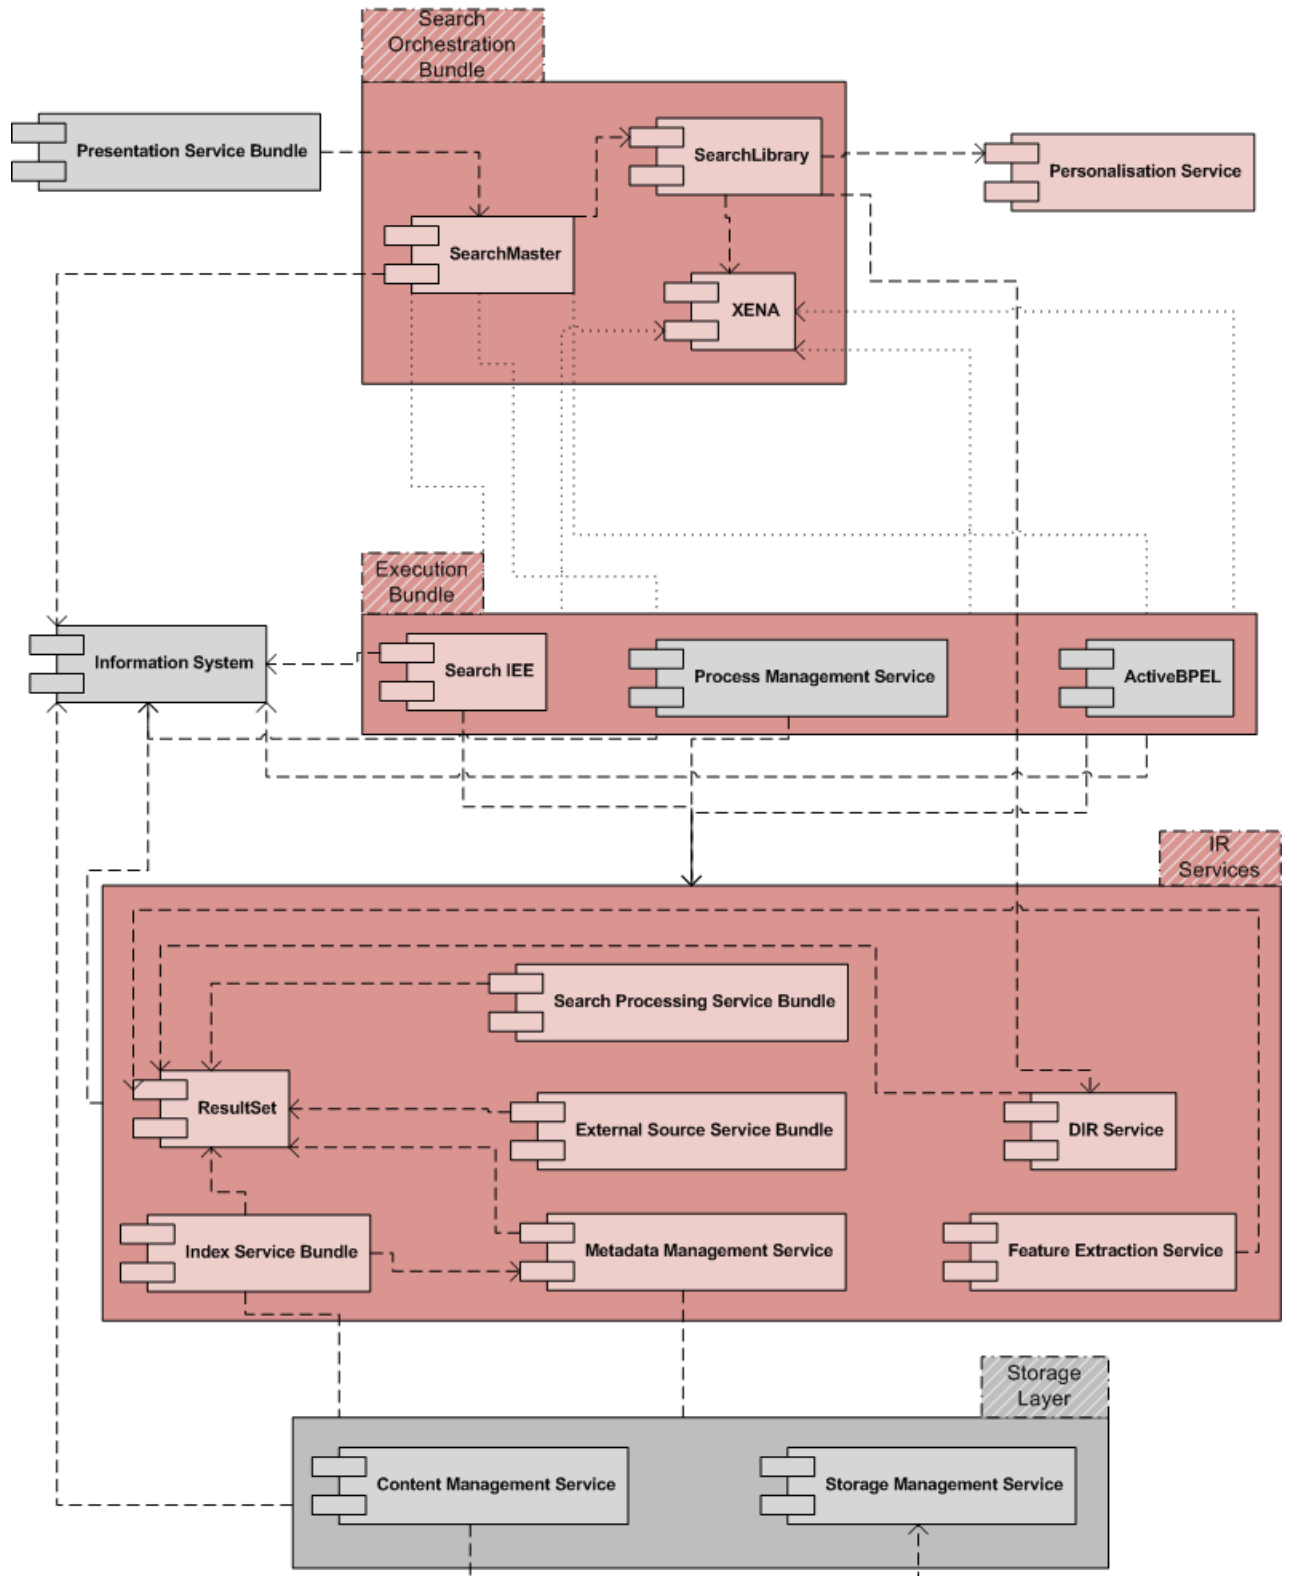 Search
Orchestration
Bundle
Presentation Service Bundle
SearchLibrary
Personalisation Service
SearchMaster
XENA
Execution
Bundle
Information System
Search IEE
Process Management Service
ActiveBPEL
IR
Services
Search Processing Service Bundle
ResultSet
External Source Service Bundle
DIR Service
Index Service Bundle
Metadata Management Service
Feature Extraction Service
Storage
Layer
Content Management Service
Storage Management Service